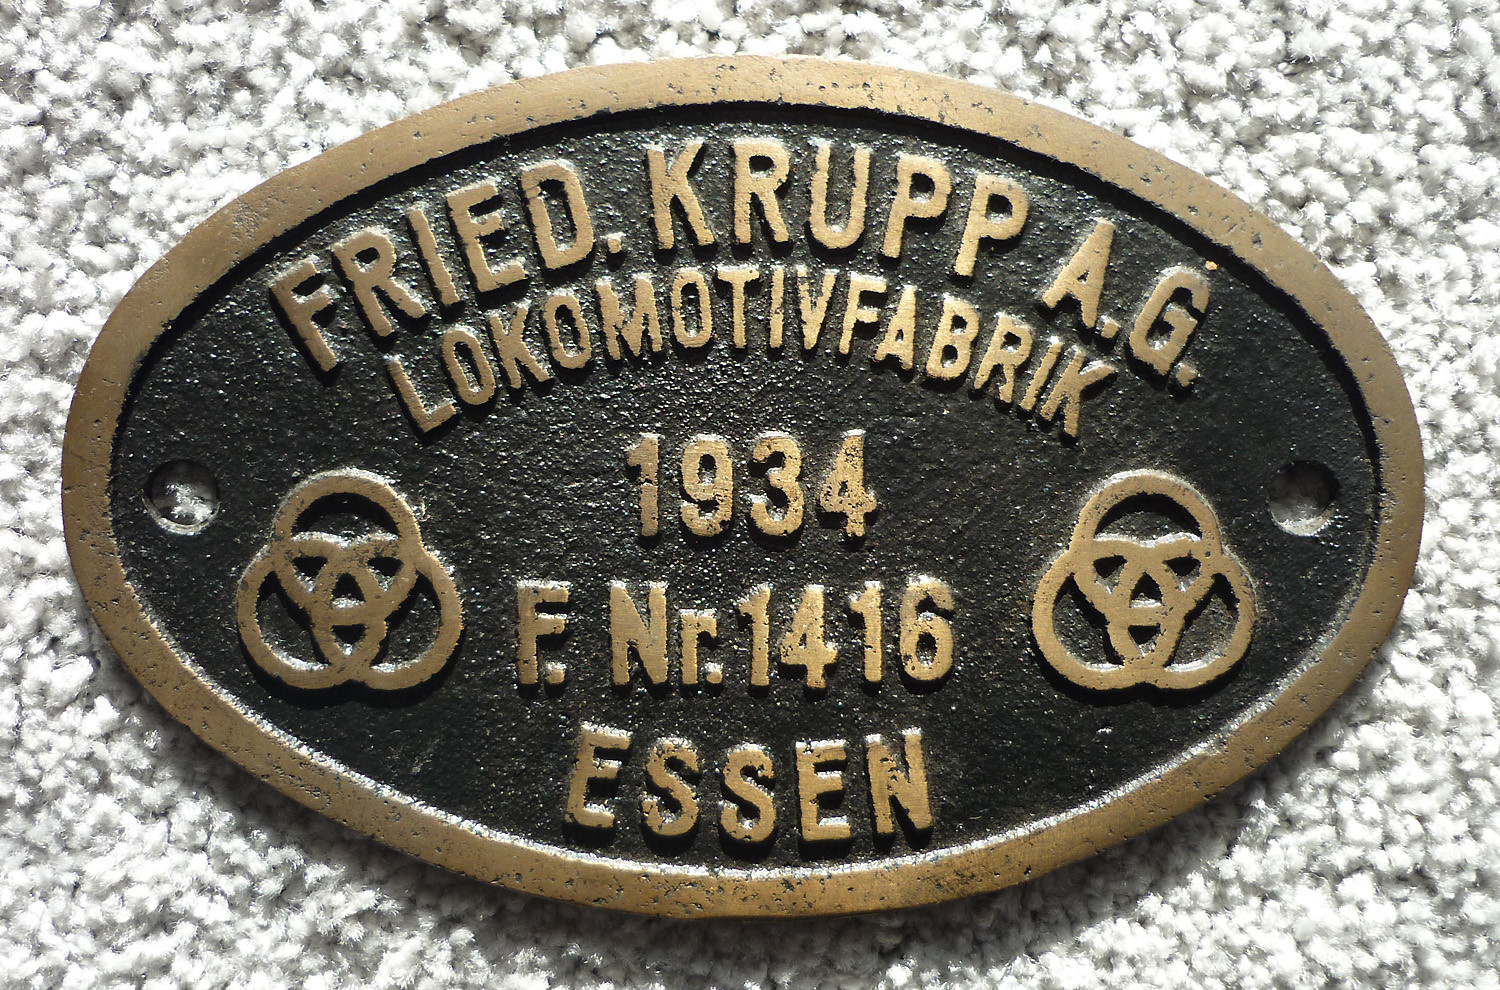 FRIED. KRUPP A.G.
LOKOMOTIVFABRIK
1934
F. Nr. 1416
ESSEN